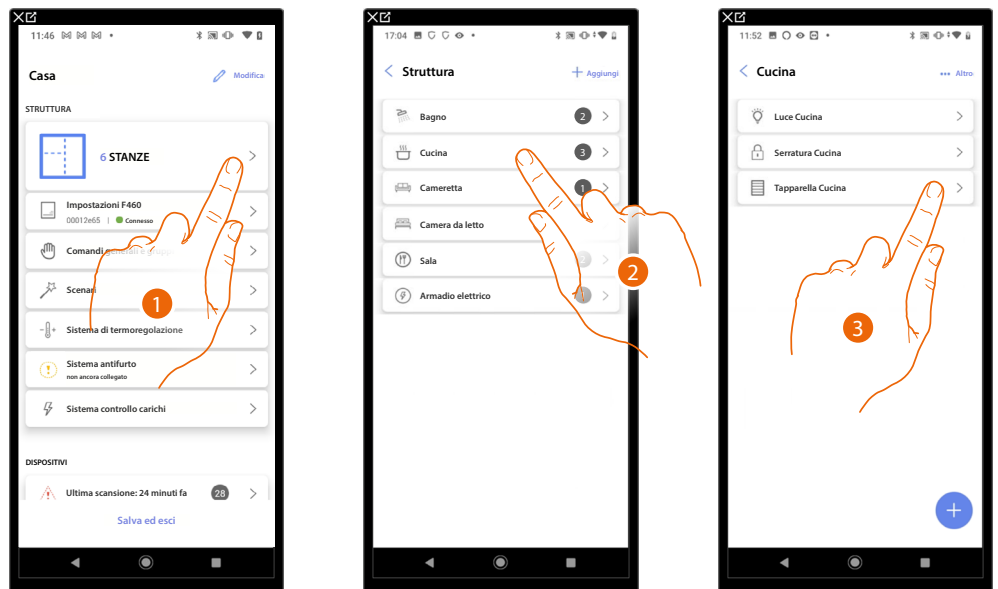 11:46
Casa
Modifica
STRUTTURA
6 STANZE
Impostazioni F460
00012e65 | Connesso
Comandi generali e gruppi
Scenari
1
Sistema di termoregolazione
Sistema antifurto
non ancora collegato
Sistema controllo carichi
DISPOSITIVI
Ultima scansione: 24 minuti fa 28
Salva ed esci
17:04
Struttura
Aggiungi
Bagno 2
Cucina 3
Cameretta 1
Camera da letto
Sala 2
2
Armadio elettrico
11:52
Cucina
Altro
Luce Cucina
Serratura Cucina
Tapparella Cucina
3